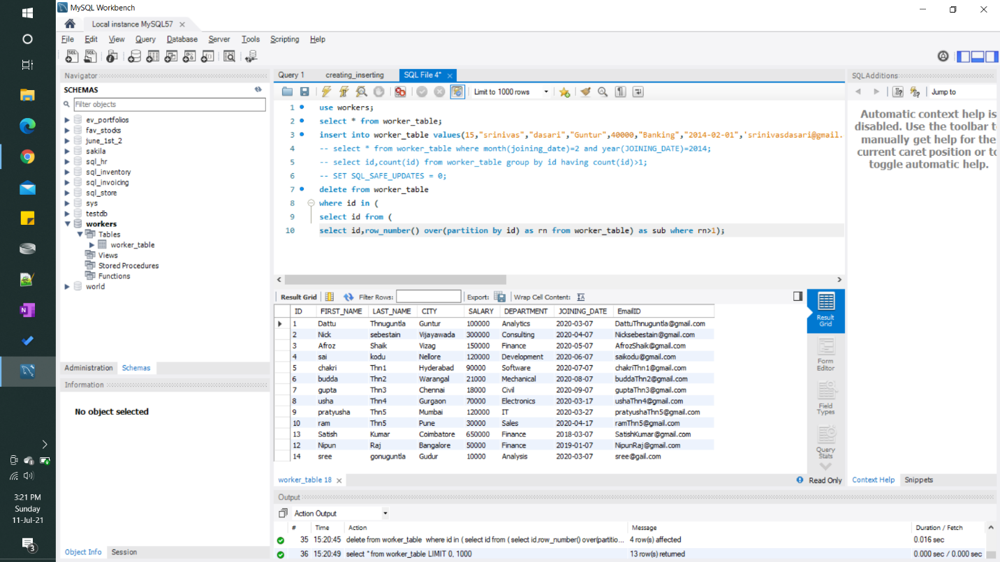 MySQL Workbench
Local instance MySQL57
File Edit View Query Database Server Tools Scripting Help
Navigator
SCHEMAS
Filter objects
ev_portfolios
fav_stocks
june_1st_2
sakila
sql_hr
sql_inventory
sql_invoicing
sql_store
sys
testdb
workers
Tables
worker_table
Views
Stored Procedures
Functions
world
Administration Schemas
Information
No object selected
Object Info Session
3:21 PM
Sunday
11-Jul-21
3
Query 1 creating_inserting SQL File 4*
Limit to 1000 rows
1 use workers;
2 select * from worker_table;
3 insert into worker_table values(15,"srinivas","dasari","Guntur",40000,"Banking","2014-02-01",'srinivasdasari@gmail.
4 -- select * from worker_table where month(joining_date)=2 and year(JOINING_DATE)=2014;
5 -- select id,count(id) from worker_table group by id having count(id)>1;
6 -- SET SQL_SAFE_UPDATES = 0;
7 delete from worker_table
8 where id in (
9 select id from (
10 select id,row_number() over(partition by id) as rn from worker_table) as sub where rn>1);
Result Grid Filter Rows: Export: Wrap Cell Content:
ID FIRST_NAME LAST_NAME CITY SALARY DEPARTMENT JOINING_DATE EmailID
1 Dattu Thnuguntla Guntur 100000 Analytics 2020-03-07 DattuThnuguntla@gmail.com
2 Nick sebestain Vijayawada 300000 Consulting 2020-04-07 Nicksebestain@gmail.com
3 Afroz Shaik Vizag 150000 Finance 2020-05-07 AfrozShaik@gmail.com
4 sai kodu Nellore 120000 Development 2020-06-07 saikodu@gmail.com
5 chakri Thn1 Hyderabad 90000 Software 2020-07-07 chakriThn1@gmail.com
6 budda Thn2 Warangal 21000 Mechanical 2020-08-07 buddaThn2@gmail.com
7 gupta Thn3 Chennai 18000 Civil 2020-09-07 guptaThn3@gmail.com
8 usha Thn4 Gurgaon 70000 Electronics 2020-03-17 ushaThn4@gmail.com
9 pratyusha Thn5 Mumbai 120000 IT 2020-03-27 pratyushaThn5@gmail.com
10 ram Thn5 Pune 30000 Sales 2020-04-17 ramThn5@gmail.com
13 Satish Kumar Coimbatore 650000 Finance 2018-03-07 SatishKumar@gmail.com
12 Nipun Raj Bangalore 50000 Finance 2019-01-07 NipunRaj@gmail.com
14 sree gonuguntla Gudur 10000 Analysis 2020-03-07 sree@gail.com
Result
Grid
Form
Editor
Field
Types
Query
Stats
worker_table 18
Read Only
Output
Action Output
# Time Action Message Duration / Fetch
35 15:20:45 delete from worker_table where id in ( select id from ( select id,row_number() over(partitio... 4 row(s) affected 0.016 sec
36 15:20:49 select * from worker_table LIMIT 0, 1000 13 row(s) returned 0.000 sec / 0.000 sec
SQLAdditions
Jump to
Automatic context help is
disabled. Use the toolbar t
manually get help for the
current caret position or to
toggle automatic help.
Context Help Snippets